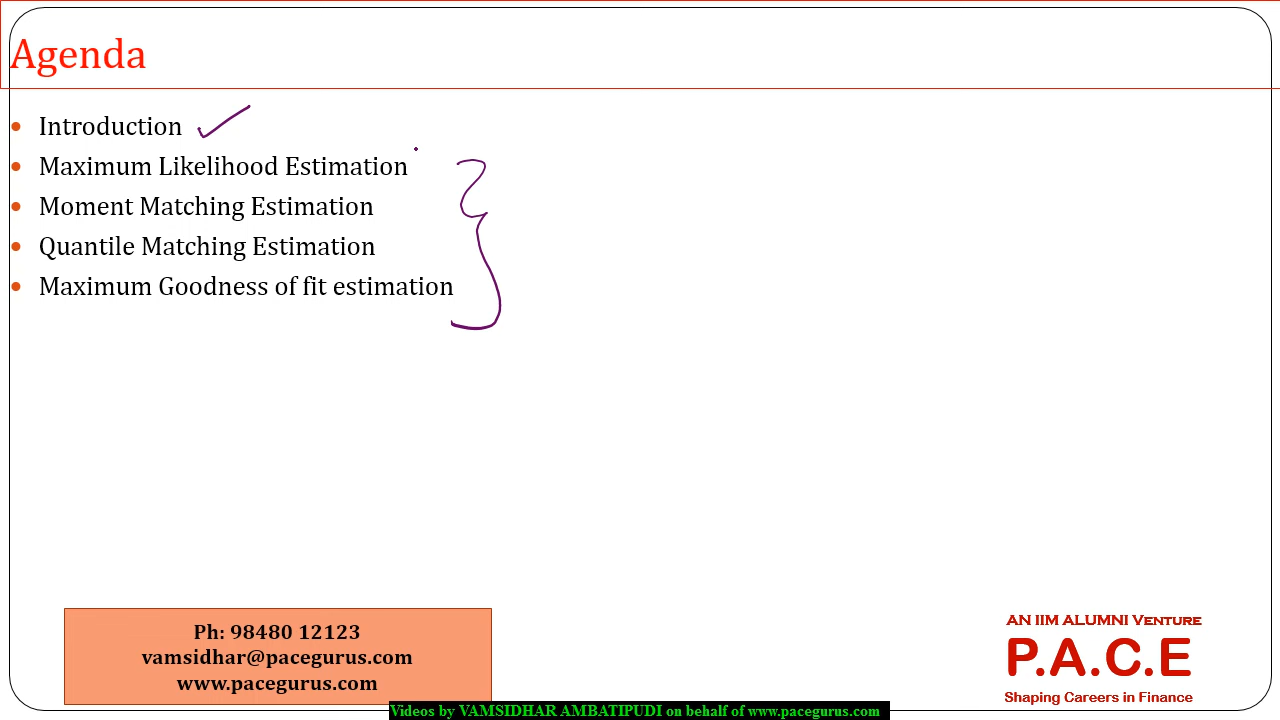 Agenda
Introduction
Maximum Likelihood Estimation
Moment Matching Estimation
Quantile Matching Estimation
Maximum Goodness of fit estimation
Ph: 98480 12123
vamsidhar@pacegurus.com
www.pacegurus.com
AN IIM ALUMNI VENTURE
P.A.C.E
Shaping Careers in Finance
Videos by VAMSIDHAR AMBATIPUDI on behalf of www.pacegurus.com